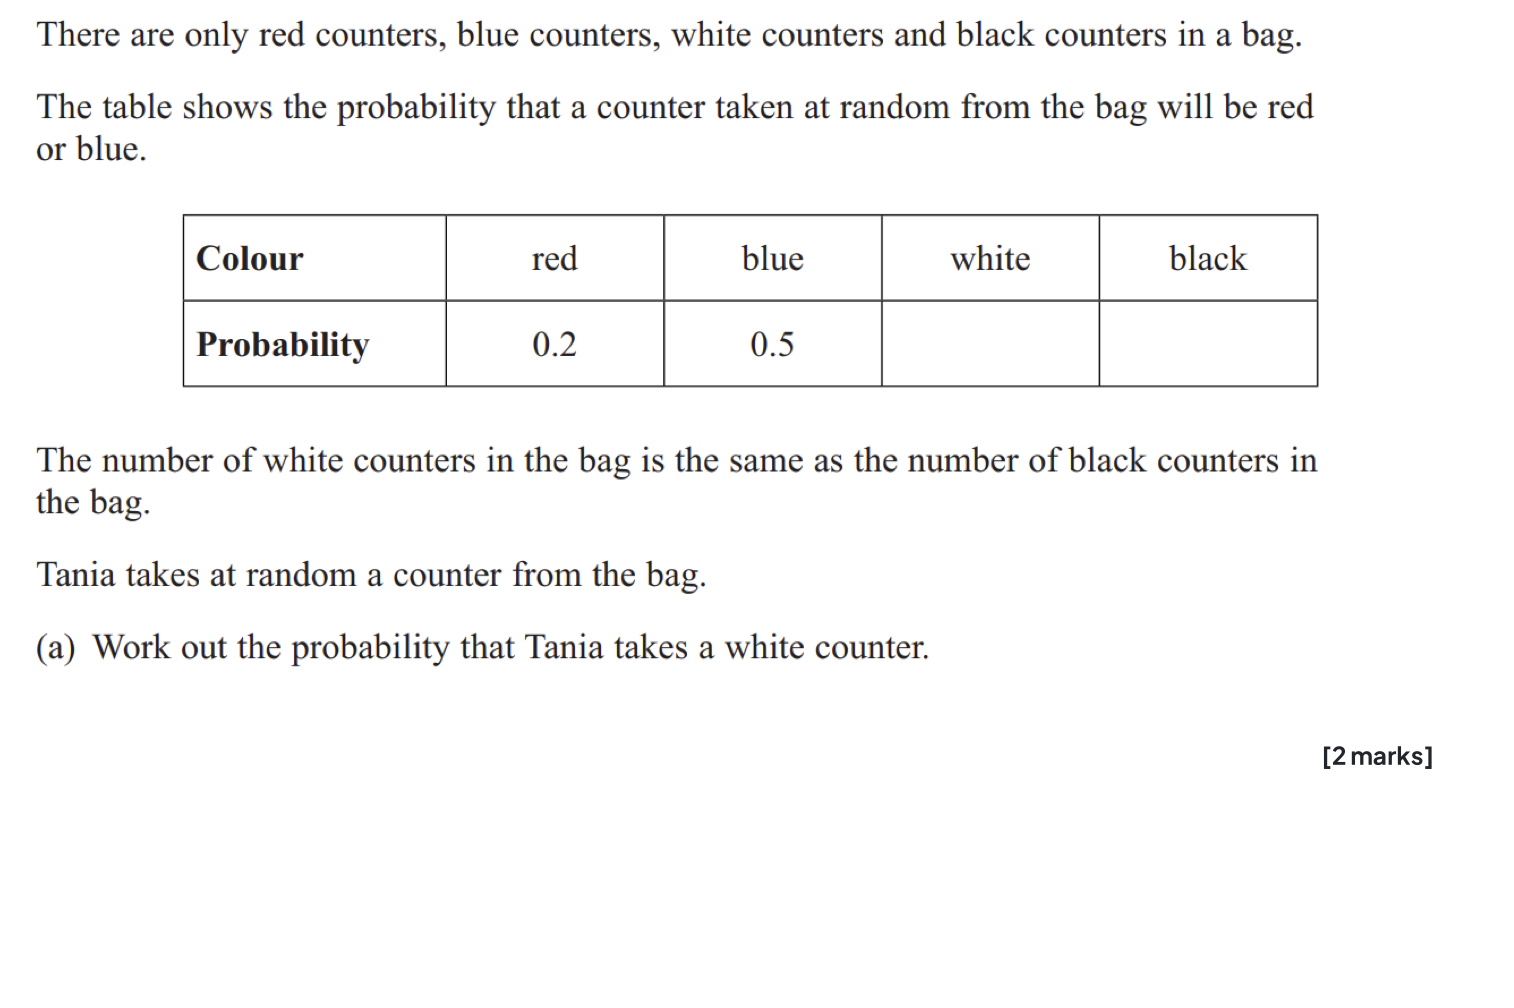 There are only red counters, blue counters, white counters and black counters in a bag.
The table shows the probability that a counter taken at random from the bag will be red
or blue.
Colour red blue white black
Probability 0.2 0.5
The number of white counters in the bag is the same as the number of black counters in
the bag.
Tania takes at random a counter from the bag.
(a) Work out the probability that Tania takes a white counter.
[2 marks]